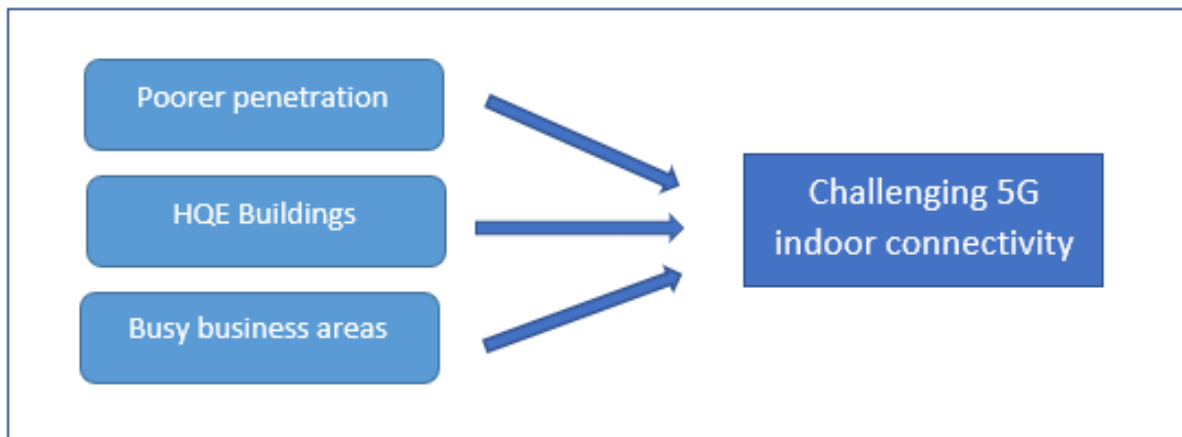 Poorer penetration
HQE Buildings
Busy business areas
Challenging 5G
indoor connectivity